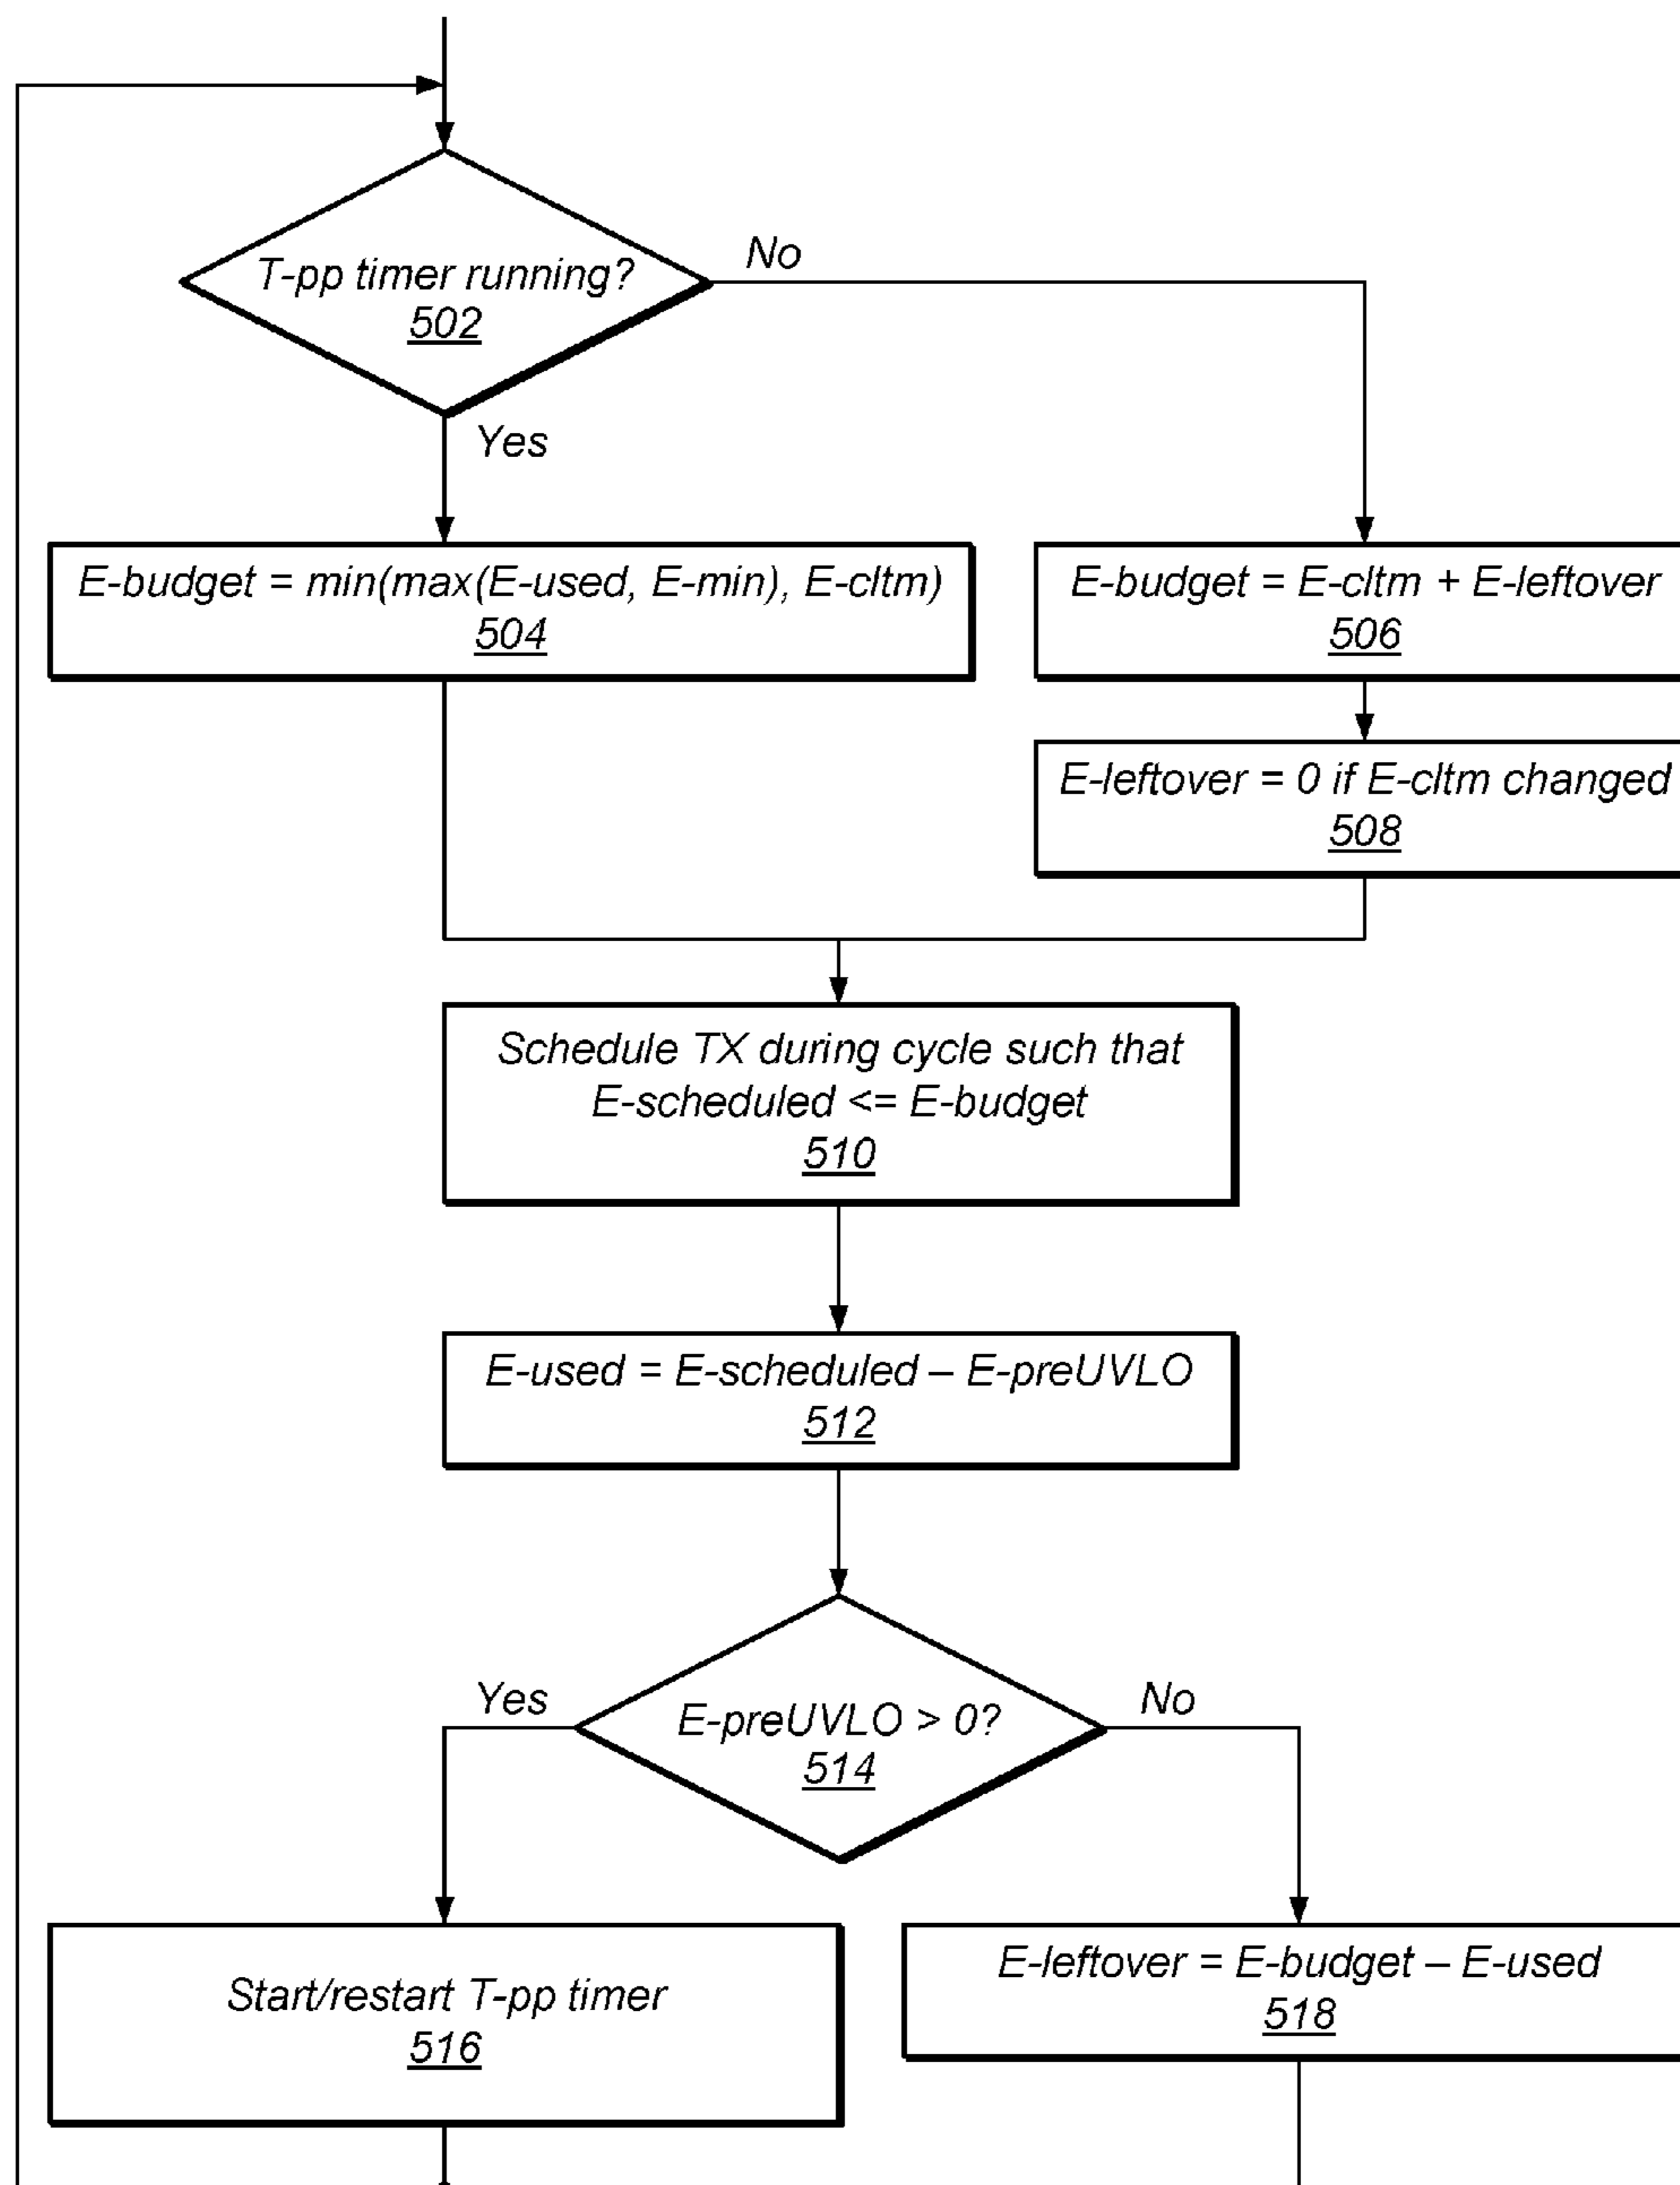 T-pp timer running?
502
No
Yes
E-budget = min(max(E-used, E-min), E-cltm)
504
E-budget = E-cltm + E-leftover
506
E-leftover = 0 if E-cltm changed
508
Schedule TX during cycle such that
E-scheduled <= E-budget
510
E-used = E-scheduled – E-preUVLO
512
E-preUVLO > 0?
514
Yes
No
Start/restart T-pp timer
516
E-leftover = E-budget – E-used
518